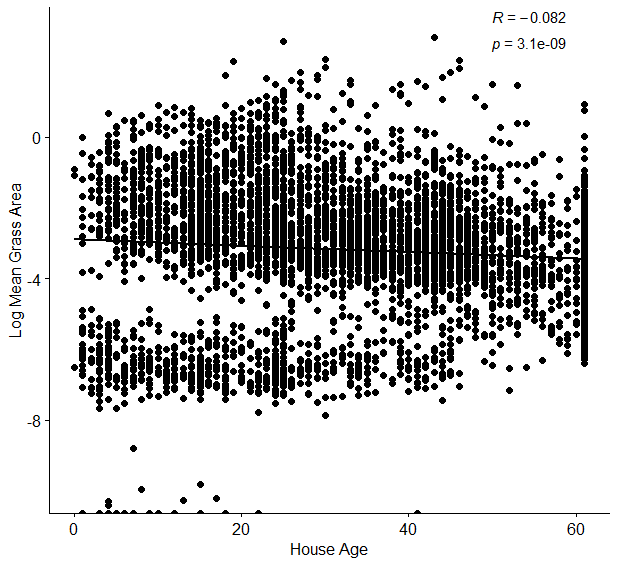 R = −0.082
p = 3.1e-09
0
-4
-8
Log Mean Grass Area
0 20 40 60
House Age